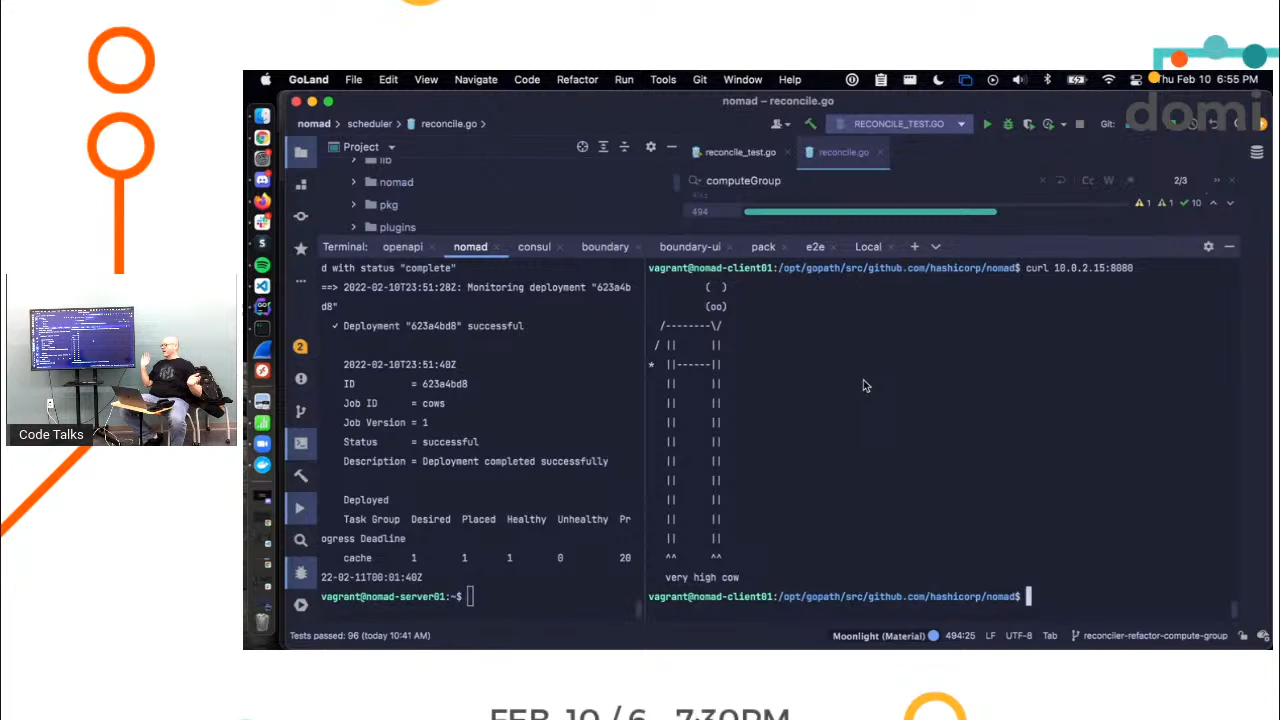 GoLand File Edit View Navigate Code Refactor Run Tools Git Window Help Thu Feb 10 6:55 PM
nomad – reconcile.go
domi
nomad scheduler reconcile.go RECONCILE_TEST.GO Git:
Project reconcile_test.go reconcile.go
lib
nomad computeGroup Cc W 2/3
pkg 494 1 1 10
plugins
Terminal: openapi nomad consul boundary boundary-ui pack e2e Local
d with status "complete"
==> 2022-02-10T23:51:28Z: Monitoring deployment "623a4b
d8"
✓ Deployment "623a4bd8" successful
2022-02-10T23:51:40Z
ID = 623a4bd8
Job ID = cows
Job Version = 1
Status = successful
Description = Deployment completed successfully
Deployed
Task Group Desired Placed Healthy Unhealthy Pr
ogress Deadline
cache 1 1 1 0 20
22-02-11T00:01:40Z
vagrant@nomad-server01:~$
vagrant@nomad-client01:/opt/gopath/src/github.com/hashicorp/nomad$ curl 10.0.2.15:8080
( )
(oo)
/--------\/
/ || ||
* ||------||
|| ||
|| ||
|| ||
|| ||
|| ||
|| ||
|| ||
|| ||
|| ||
^^ ^^
very high cow
vagrant@nomad-client01:/opt/gopath/src/github.com/hashicorp/nomad$
2
Tests passed: 96 (today 10:41 AM) Moonlight (Material) 494:25 LF UTF-8 Tab reconciler-refactor-compute-group
Code Talks
FEB. 10 / 6 - 7:30PM